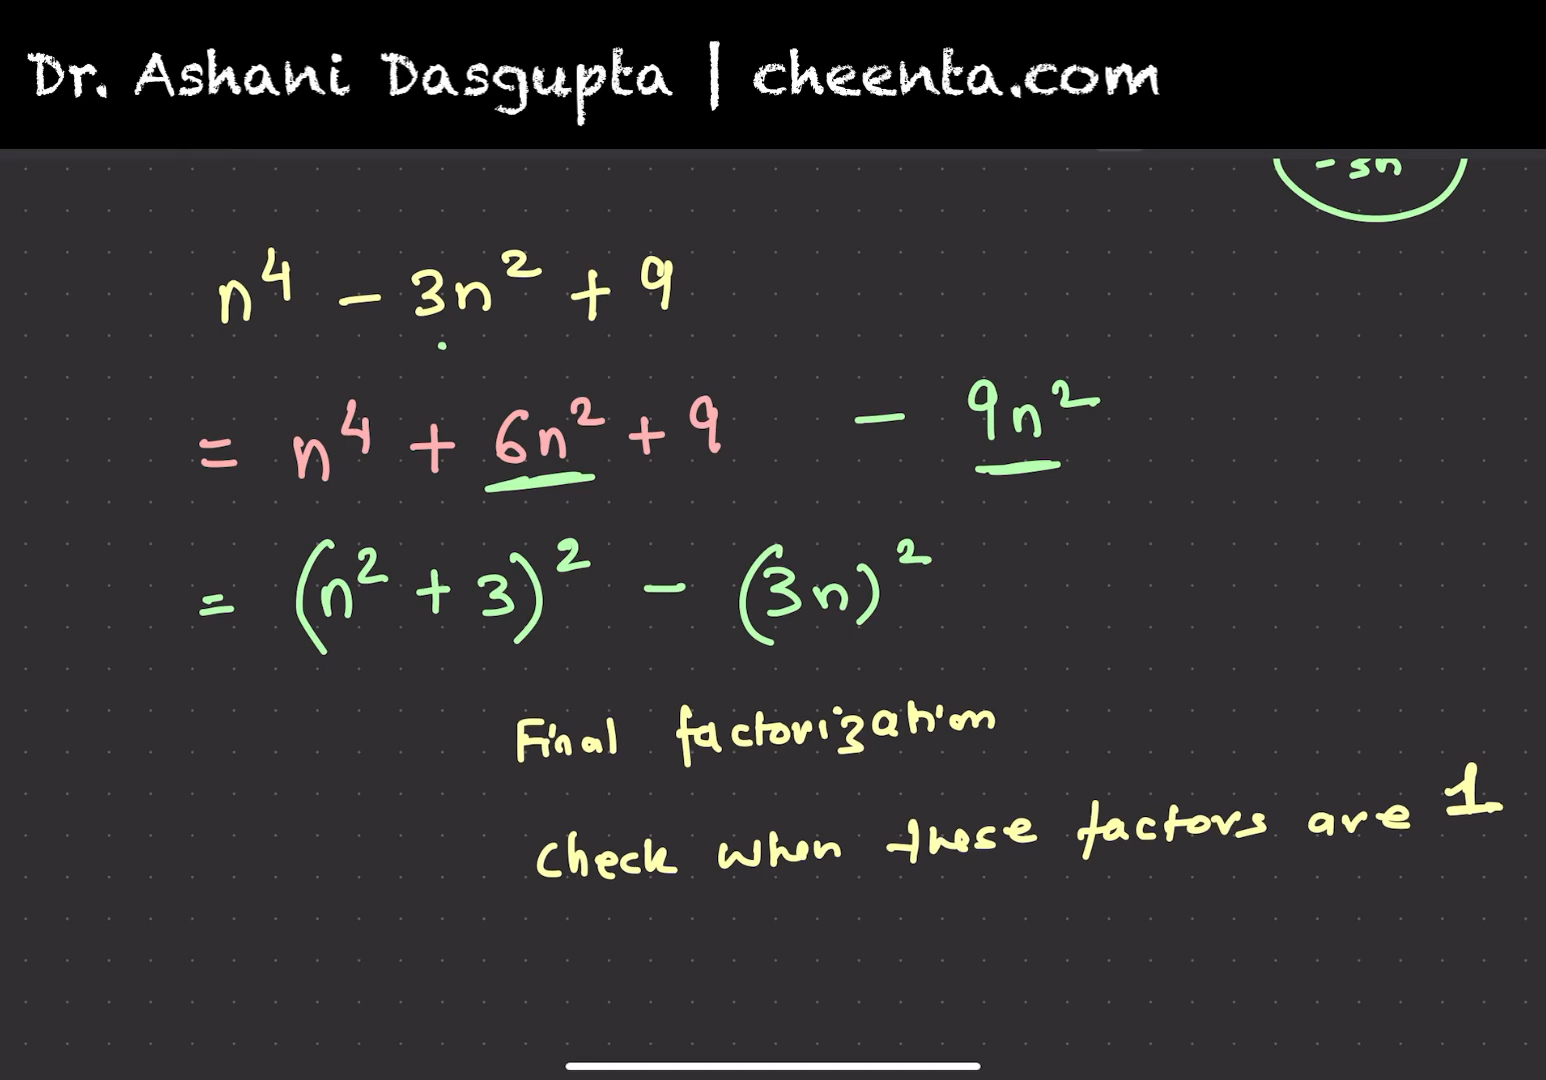 Dr. Ashani Dasgupta | cheenta.com
- 3n
n⁴ - 3n² + 9
= n⁴ + 6n² + 9 - 9n²
= (n² + 3)² - (3n)²
Final factorization
Check when these factors are 1